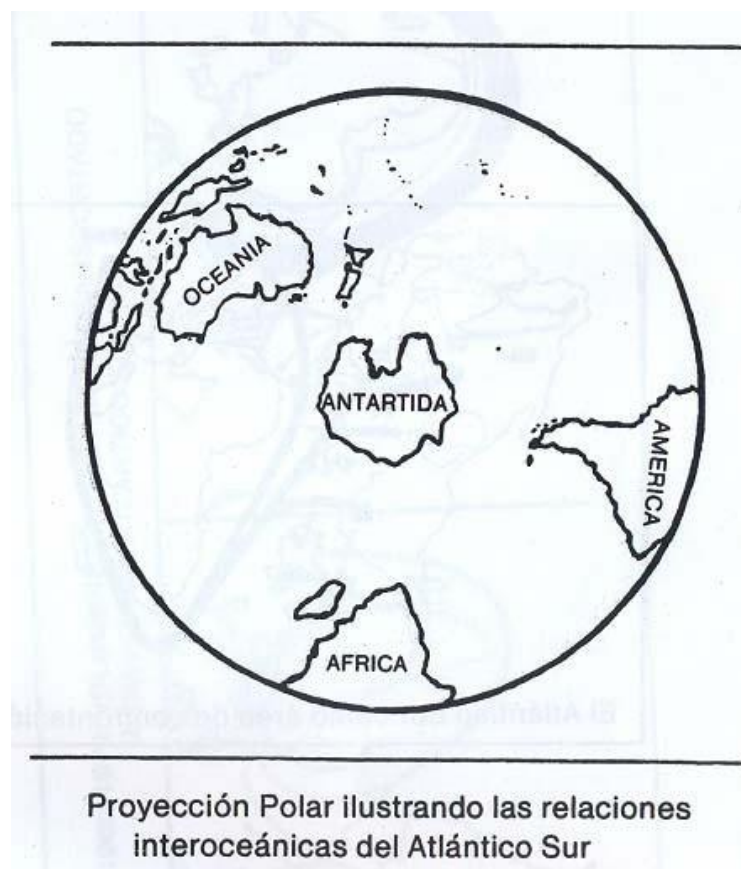 OCEANIA
ANTARTIDA
AMERICA
AFRICA
Proyección Polar ilustrando las relaciones
interoceánicas del Atlántico Sur